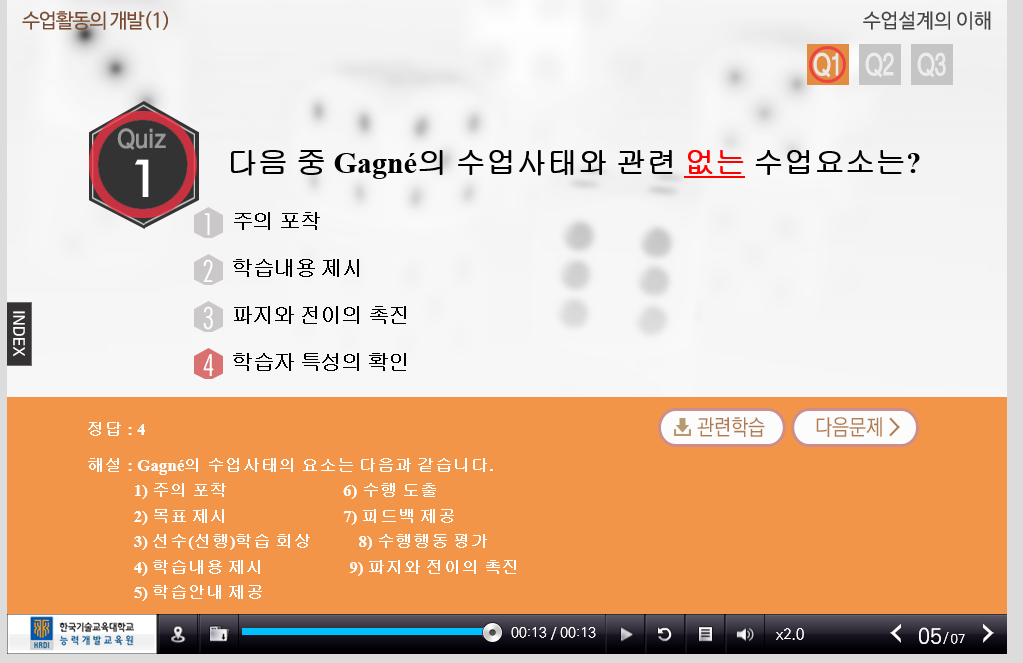 수업활동의 개발(1)
수업설계의 이해
Q1 Q2 Q3
Quiz
1
다음 중 Gagné의 수업사태와 관련 없는 수업요소는?
1 주의 포착
2 학습내용 제시
3 파지와 전이의 촉진
4 학습자 특성의 확인
INDEX
정답 : 4
관련학습
다음문제
해설 : Gagné의 수업사태의 요소는 다음과 같습니다.
1) 주의 포착 6) 수행 도출
2) 목표 제시 7) 피드백 제공
3) 선수(선행)학습 회상 8) 수행행동 평가
4) 학습내용 제시 9) 파지와 전이의 촉진
5) 학습안내 제공
한국기술교육대학교
능력개발교육원
HRDI
00:13 / 00:13
x2.0
05/07